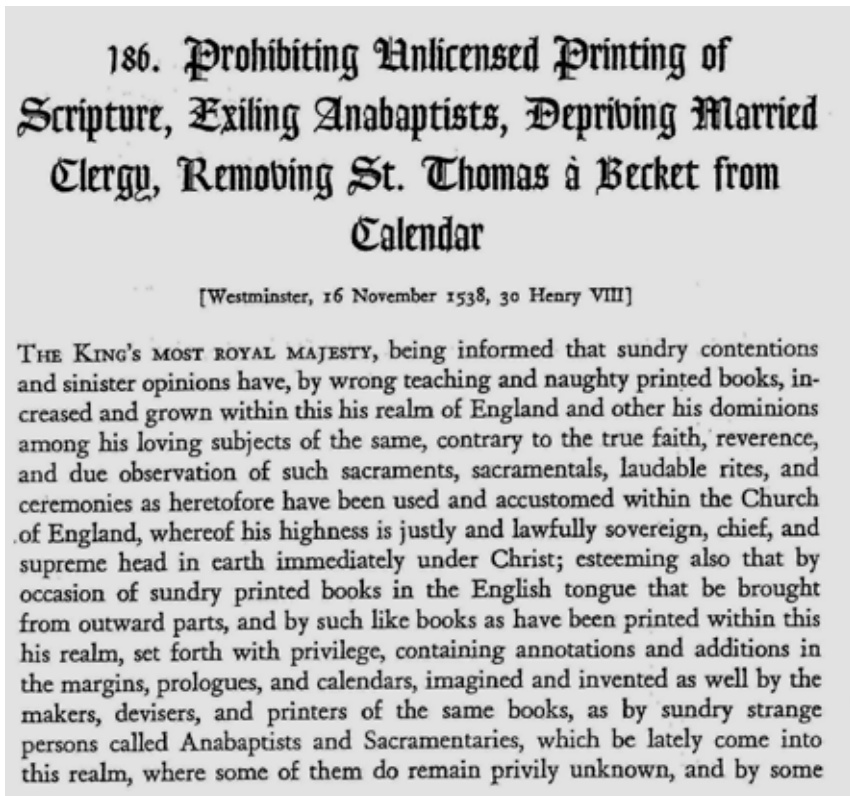 186. Prohibiting Unlicensed Printing of
Scripture, Exiling Anabaptists, Depriving Married
Clergy, Removing St. Thomas à Becket from
Calendar
[Westminster, 16 November 1538, 30 Henry VIII]
THE KING'S MOST ROYAL MAJESTY, being informed that sundry contentions
and sinister opinions have, by wrong teaching and naughty printed books, in-
creased and grown within this his realm of England and other his dominions
among his loving subjects of the same, contrary to the true faith, reverence,
and due observation of such sacraments, sacramentals, laudable rites, and
ceremonies as heretofore have been used and accustomed within the Church
of England, whereof his highness is justly and lawfully sovereign, chief, and
supreme head in earth immediately under Christ; esteeming also that by
occasion of sundry printed books in the English tongue that be brought
from outward parts, and by such like books as have been printed within this
his realm, set forth with privilege, containing annotations and additions in
the margins, prologues, and calendars, imagined and invented as well by the
makers, devisers, and printers of the same books, as by sundry strange
persons called Anabaptists and Sacramentaries, which be lately come into
this realm, where some of them do remain privily unknown, and by some